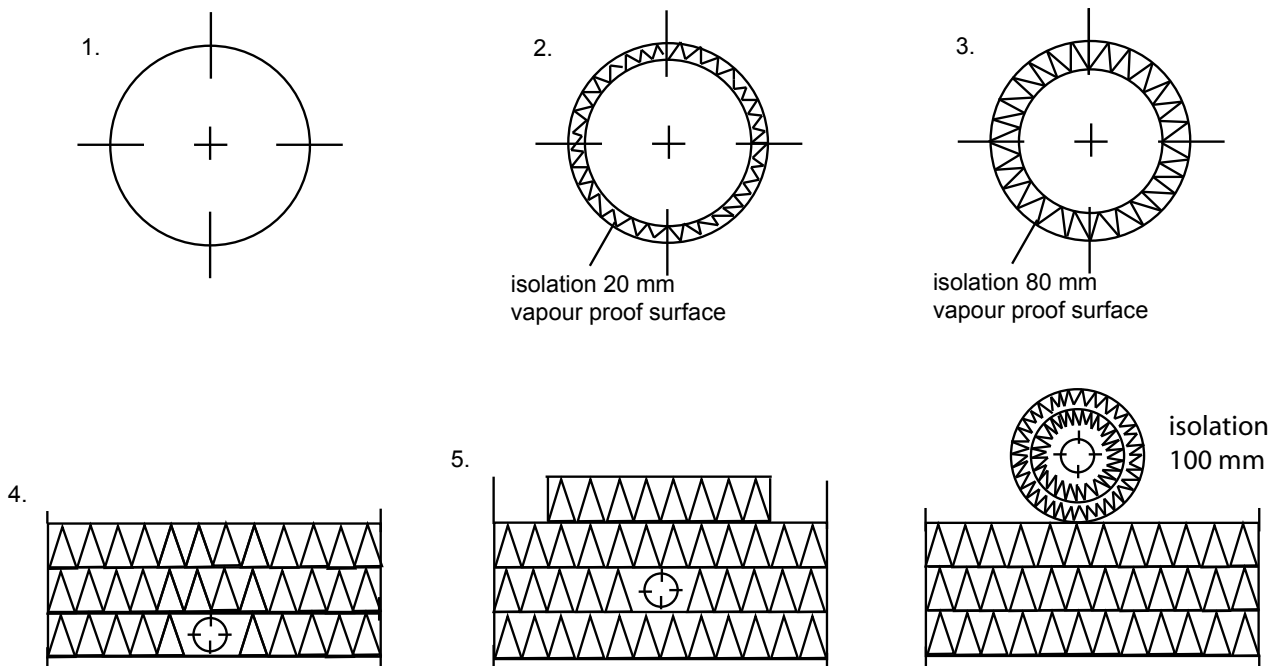 1.
2.
3.
isolation 20 mm
vapour proof surface
isolation 80 mm
vapour proof surface
4.
5.
isolation
100 mm